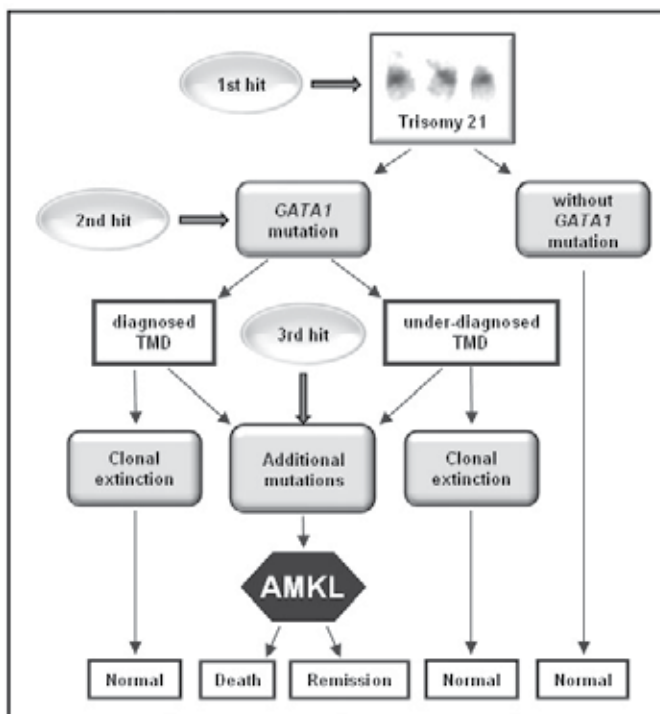 1st hit
Trisomy 21
2nd hit
GATA1
mutation
without
GATA1
mutation
diagnosed
TMD
3rd hit
under-diagnosed
TMD
Clonal
extinction
Additional
mutations
Clonal
extinction
AMKL
Normal
Death
Remission
Normal
Normal